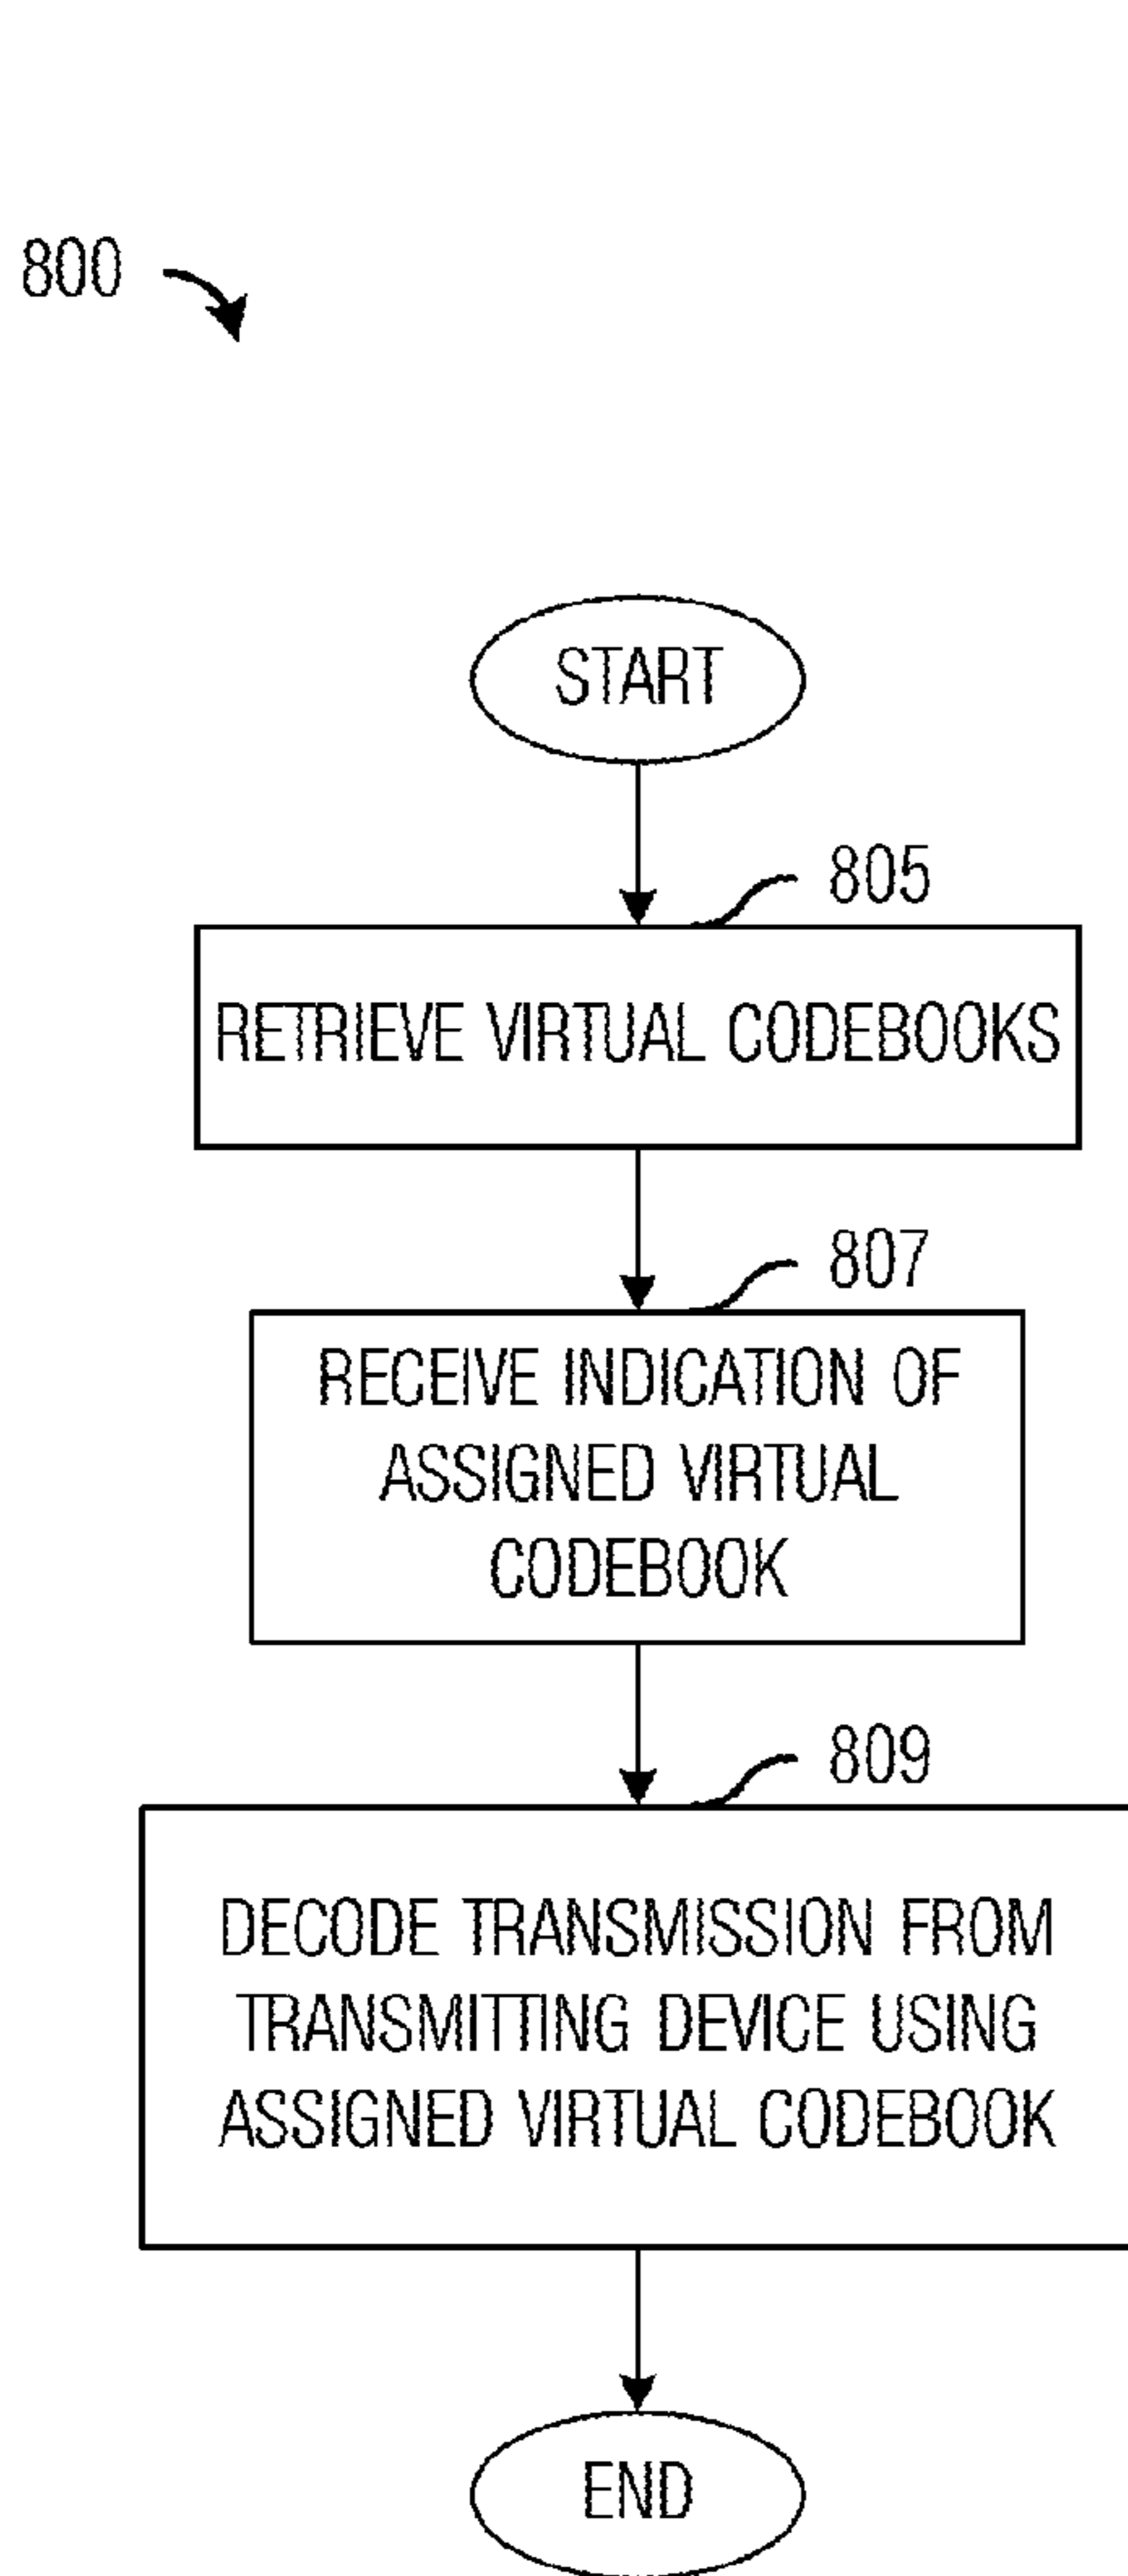 800
START
805
RETRIEVE VIRTUAL CODEBOOKS
807
RECEIVE INDICATION OF
ASSIGNED VIRTUAL
CODEBOOK
809
DECODE TRANSMISSION FROM
TRANSMITTING DEVICE USING
ASSIGNED VIRTUAL CODEBOOK
END